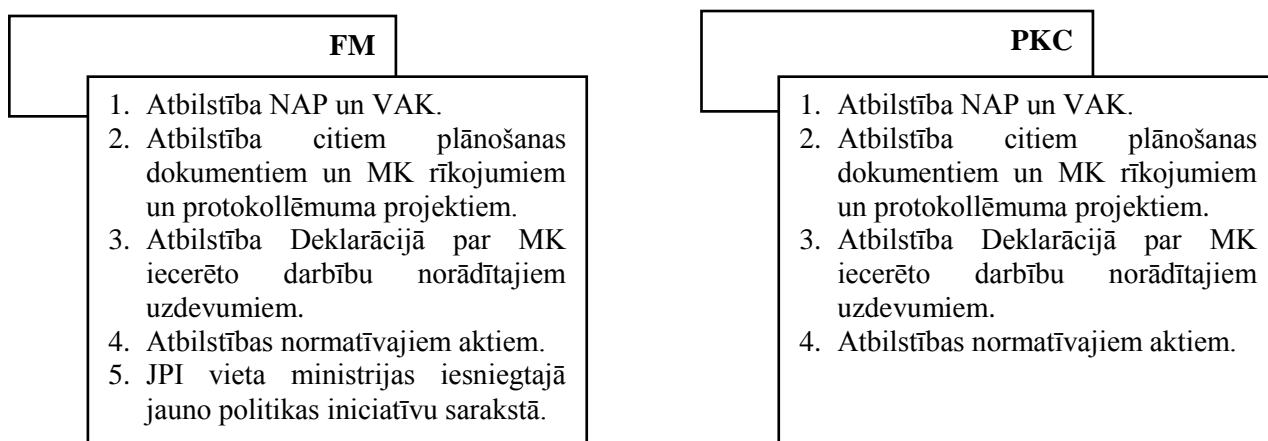 FM
1. Atbilstība NAP un VAK.
2. Atbilstība citiem plānošanas
dokumentiem un MK rīkojumiem
un protokollēmuma projektiem.
3. Atbilstība Deklarācijā par MK
iecerēto darbību norādītajiem
uzdevumiem.
4. Atbilstības normatīvajiem aktiem.
5. JPI vieta ministrijas iesniegtajā
jauno politikas iniciatīvu sarakstā.
PKC
1. Atbilstība NAP un VAK.
2. Atbilstība citiem plānošanas
dokumentiem un MK rīkojumiem
un protokollēmuma projektiem.
3. Atbilstība Deklarācijā par MK
iecerēto darbību norādītajiem
uzdevumiem.
4. Atbilstības normatīvajiem aktiem.